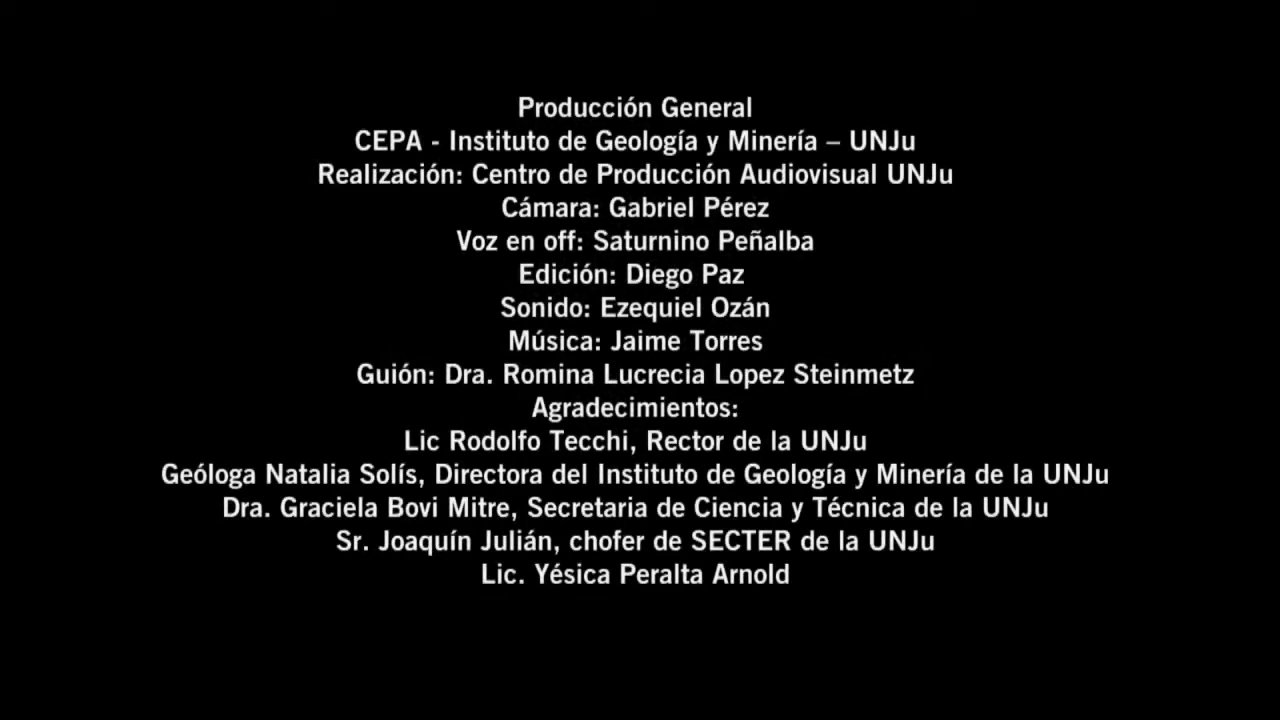 Producción General
CEPA - Instituto de Geología y Minería – UNJu
Realización: Centro de Producción Audiovisual UNJu
Cámara: Gabriel Pérez
Voz en off: Saturnino Peñalba
Edición: Diego Paz
Sonido: Ezequiel Ozán
Música: Jaime Torres
Guión: Dra. Romina Lucrecia Lopez Steinmetz
Agradecimientos:
Lic Rodolfo Tecchi, Rector de la UNJu
Geóloga Natalia Solís, Directora del Instituto de Geología y Minería de la UNJu
Dra. Graciela Bovi Mitre, Secretaria de Ciencia y Técnica de la UNJu
Sr. Joaquín Julián, chofer de SECTER de la UNJu
Lic. Yésica Peralta Arnold